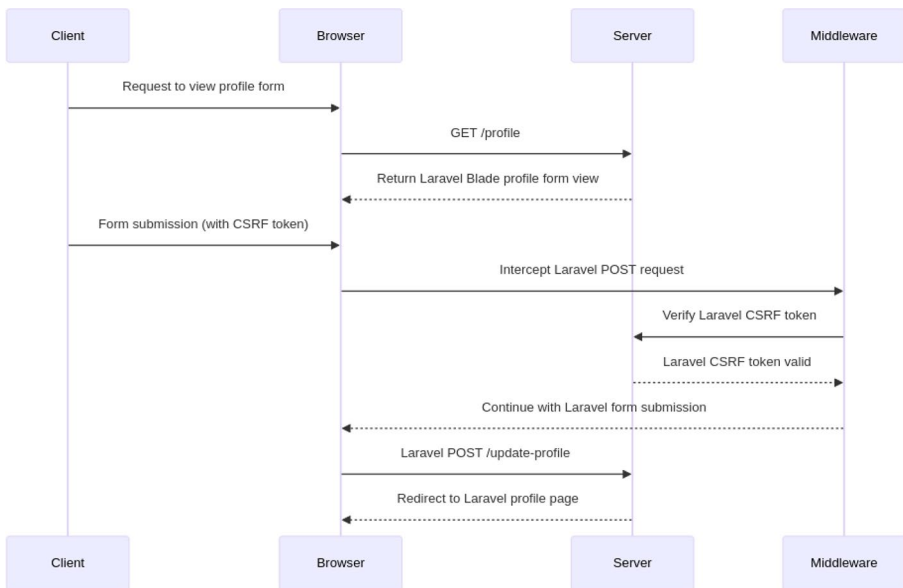 Client
Browser
Server
Middleware
Request to view profile form
GET /profile
Return Laravel Blade profile form view
Form submission (with CSRF token)
Intercept Laravel POST request
Verify Laravel CSRF token
Laravel CSRF token valid
Continue with Laravel form submission
Laravel POST /update-profile
Redirect to Laravel profile page
Client
Browser
Server
Middleware